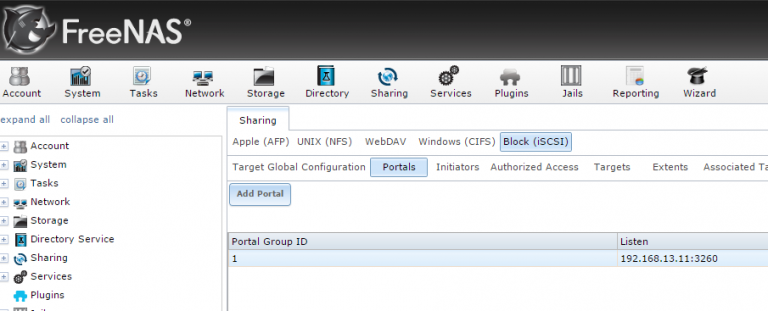 FreeNAS®
Account System Tasks Network Storage Directory Sharing Services Plugins Jails Reporting Wizard
expand all collapse all
Account
System
Tasks
Network
Storage
Directory Service
Sharing
Services
Plugins
Sharing
Apple (AFP) UNIX (NFS) WebDAV Windows (CIFS) Block (iSCSI)
Target Global Configuration Portals Initiators Authorized Access Targets Extents Associated Ta
Add Portal
Portal Group ID Listen
1 192.168.13.11:3260